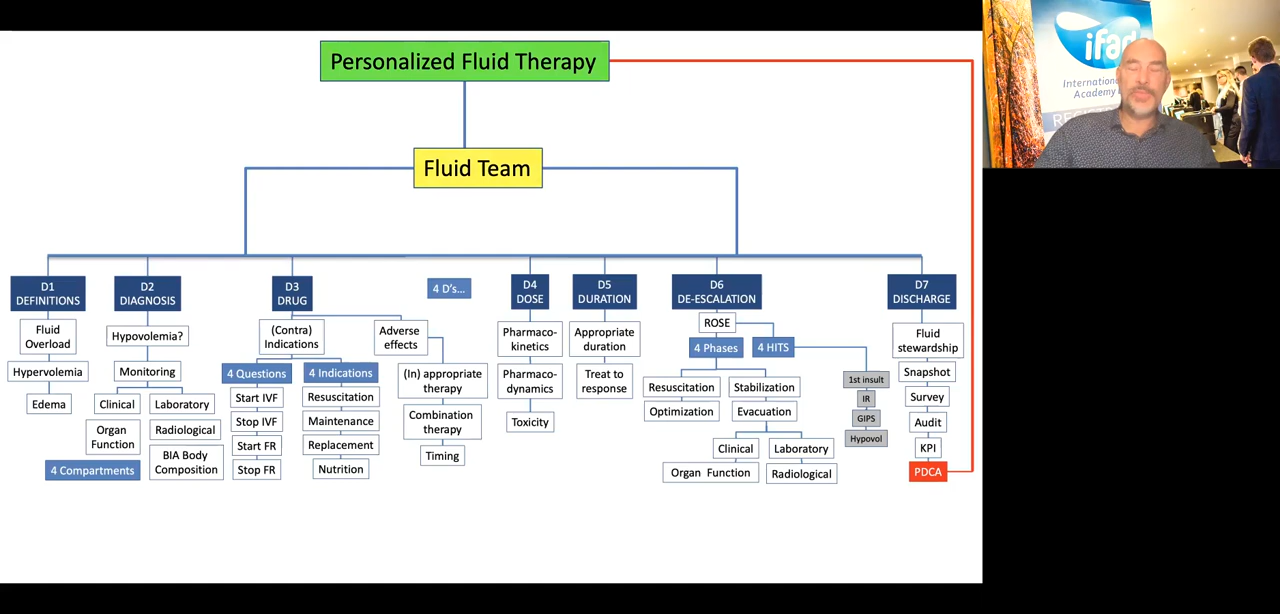 Personalized Fluid Therapy
Fluid Team
D1
DEFINITIONS
Fluid
Overload
Hypervolemia
Edema
D2
DIAGNOSIS
Hypovolemia?
Monitoring
Clinical
Organ
Function
4 Compartments
Laboratory
Radiological
BIA Body
Composition
D3
DRUG
(Contra)
Indications
4 Questions
Start IVF
Stop IVF
Start FR
Stop FR
4 Indications
Resuscitation
Maintenance
Replacement
Nutrition
Adverse
effects
(In) appropriate
therapy
Combination
therapy
Timing
4 D's...
D4
DOSE
Pharmaco-
kinetics
Pharmaco-
dynamics
Toxicity
D5
DURATION
Appropriate
duration
Treat to
response
D6
DE-ESCALATION
ROSE
4 Phases
4 HITS
Resuscitation
Optimization
Stabilization
Evacuation
Clinical
Organ Function
Laboratory
Radiological
1st insult
IR
GIPS
Hypovol
D7
DISCHARGE
Fluid
stewardship
Snapshot
Survey
Audit
KPI
PDCA
ifad
International
Academy